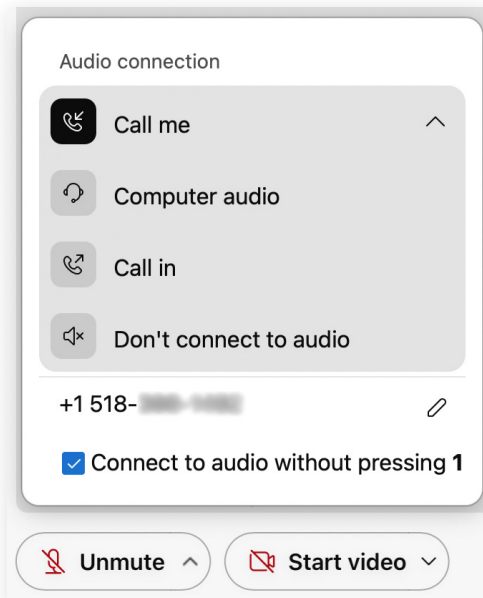 Audio connection
Call me
Computer audio
Call in
Don't connect to audio
+1 518-
Connect to audio without pressing 1
Unmute
Start video